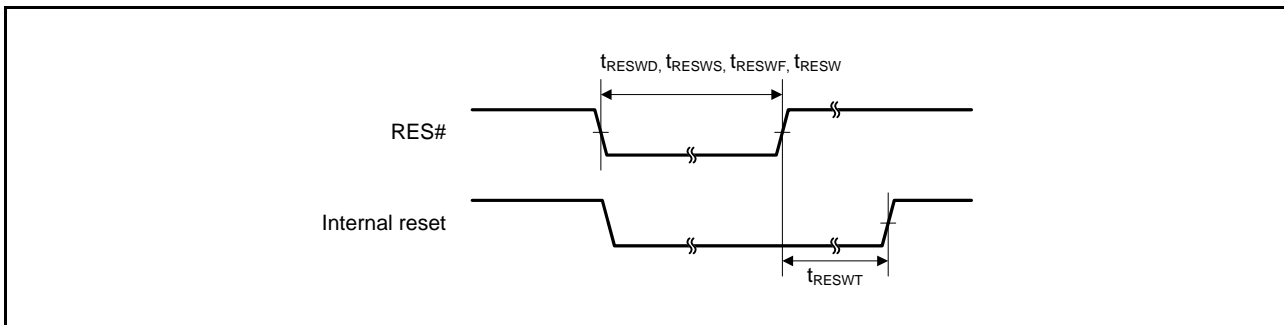 tRESWD, tRESWS, tRESWF, tRESW
RES#
Internal reset
tRESWT